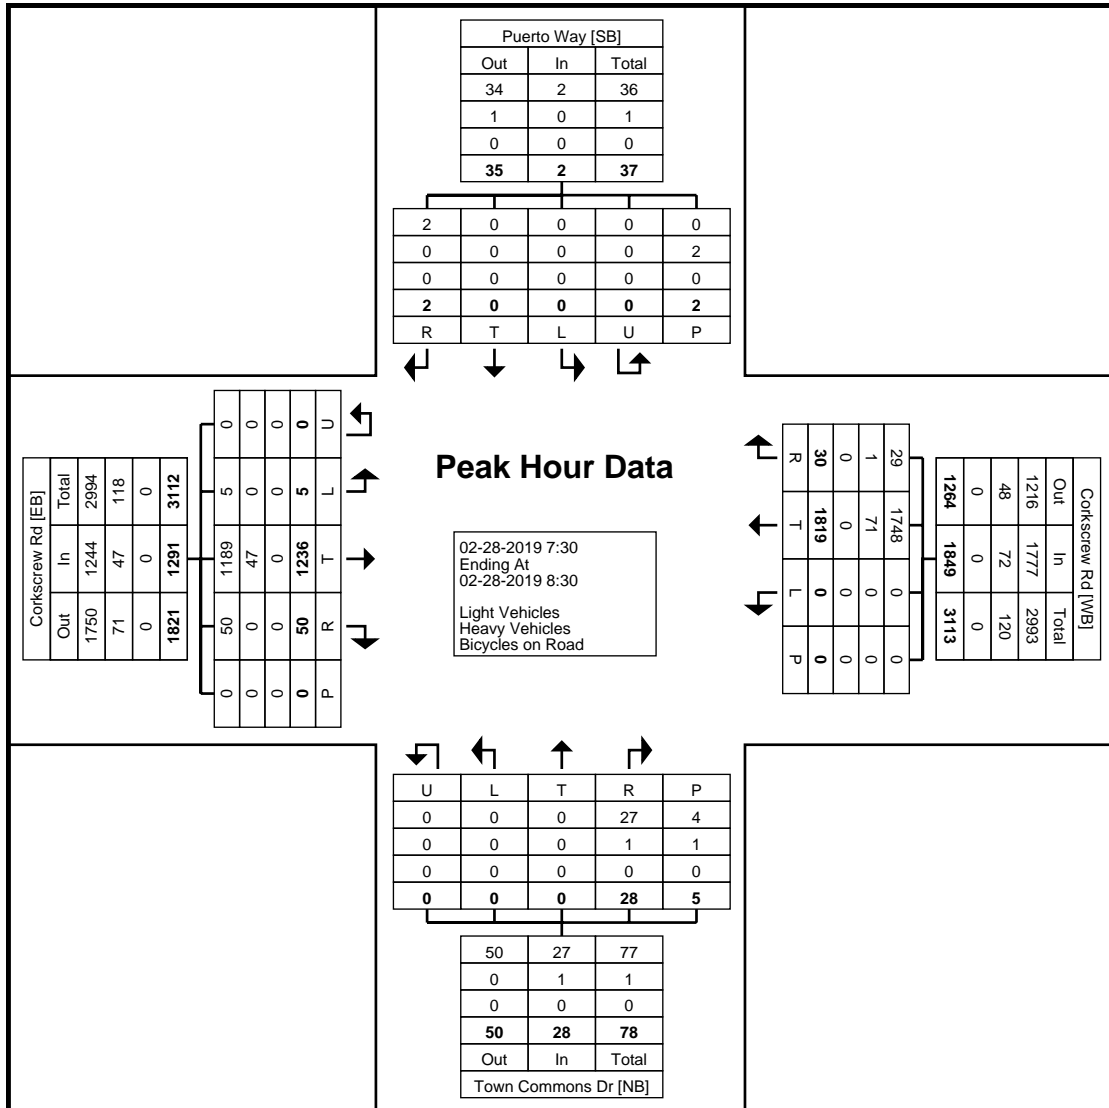 Puerto Way [SB]
Out In Total
34 2 36
1 0 1
0 0 0
35 2 37
2 0 0 0 0
0 0 0 0 2
0 0 0 0 0
2 0 0 0 2
R T L U P
Corkscrew Rd [EB]
Out In Total
1750 1244 2994
71 47 118
0 0 0
1821 1291 3112
0 50 1189 5 0
0 0 47 0 0
0 0 0 0 0
0 50 1236 5 0
P R T L U
Peak Hour Data
02-28-2019 7:30
Ending At
02-28-2019 8:30
Light Vehicles
Heavy Vehicles
Bicycles on Road
Corkscrew Rd [WB]
Out In Total
1216 1777 2993
48 72 120
0 0 0
1264 1849 3113
29 1748 0 0
1 71 0 0
0 0 0 0
30 1819 0 0
R T L P
U L T R P
0 0 0 27 4
0 0 0 1 1
0 0 0 0 0
0 0 0 28 5
50 27 77
0 1 1
0 0 0
50 28 78
Out In Total
Town Commons Dr [NB]